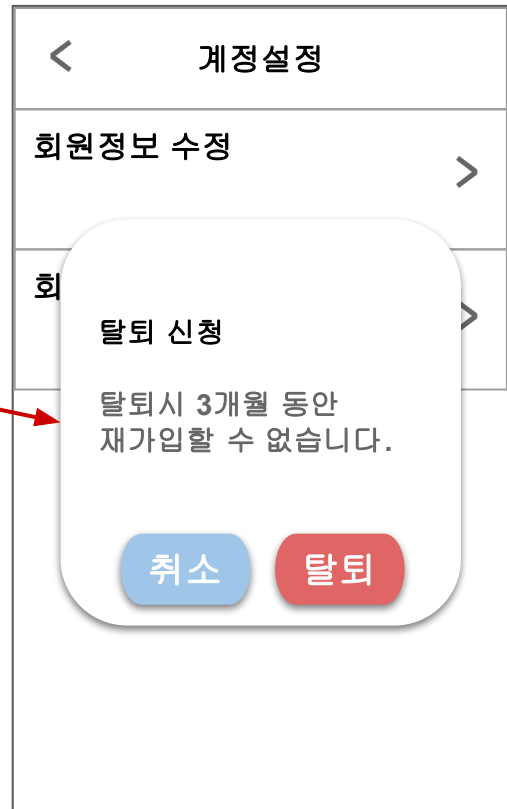 계정설정
회원정보 수정
회
탈퇴 신청
탈퇴시 3개월 동안
재가입할 수 없습니다.
취소 탈퇴